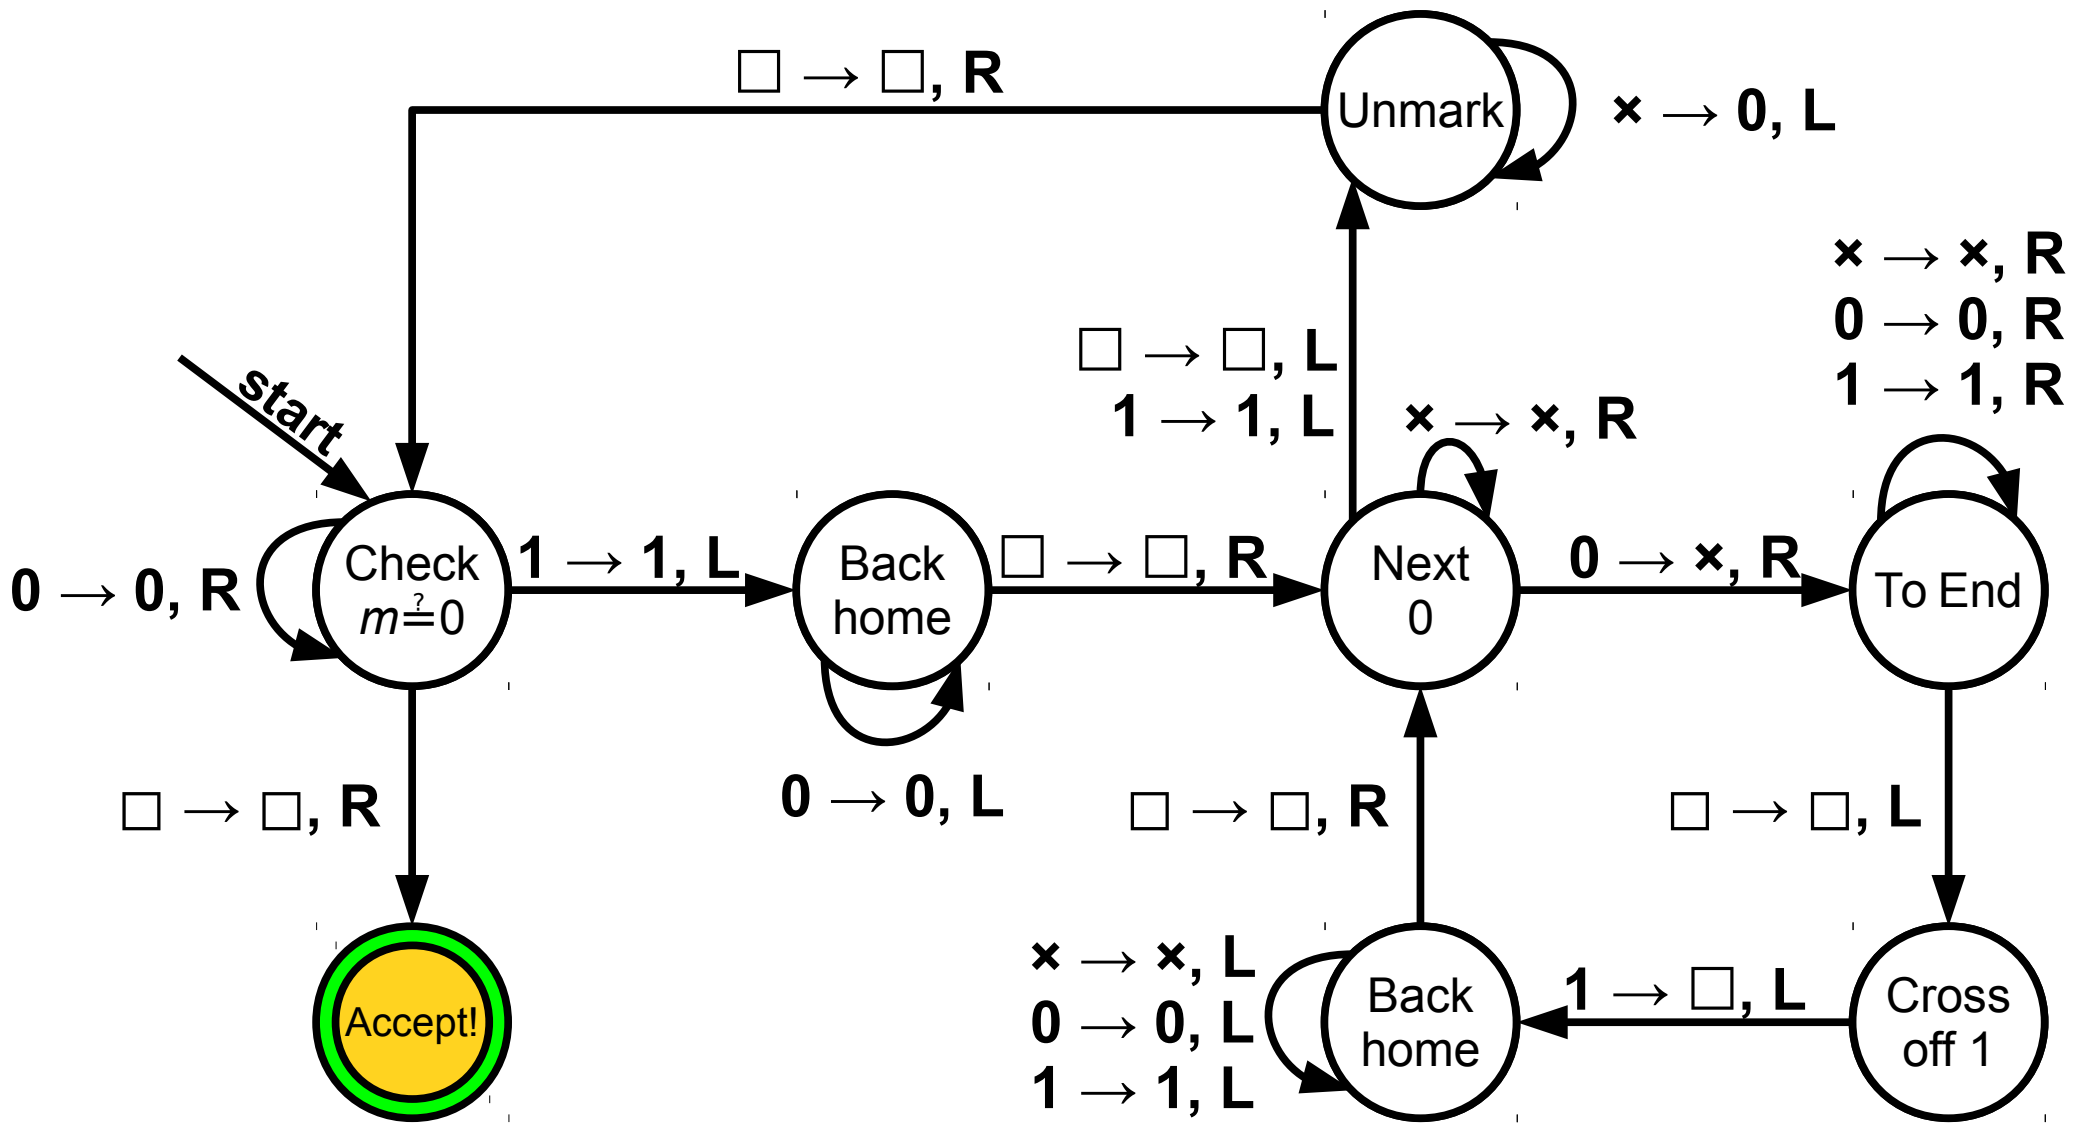 □ → □, R
Unmark
× → 0, L
× → ×, R
0 → 0, R
1 → 1, R
□ → □, L
1 → 1, L
× → ×, R
start
0 → 0, R
Check
m≟0
1 → 1, L
Back
home
□ → □, R
Next
0
0 → ×, R
To End
0 → 0, L
□ → □, R
□ → □, R
□ → □, L
Accept!
× → ×, L
0 → 0, L
1 → 1, L
Back
home
1 → □, L
Cross
off 1